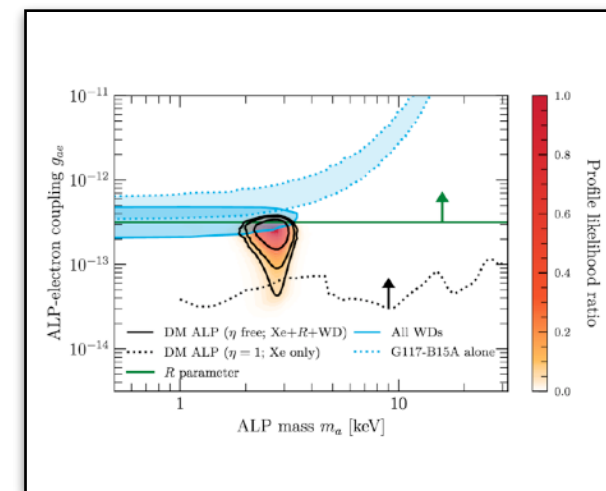 10⁻¹¹
10⁻¹²
10⁻¹³
10⁻¹⁴
ALP-electron coupling gae
DM ALP (η free; Xe+R+WD)
DM ALP (η = 1; Xe only)
R parameter
All WDs
G117-B15A alone
1
10
ALP mass ma [keV]
1.0
0.8
0.6
0.4
0.2
0.0
Profile likelihood ratio